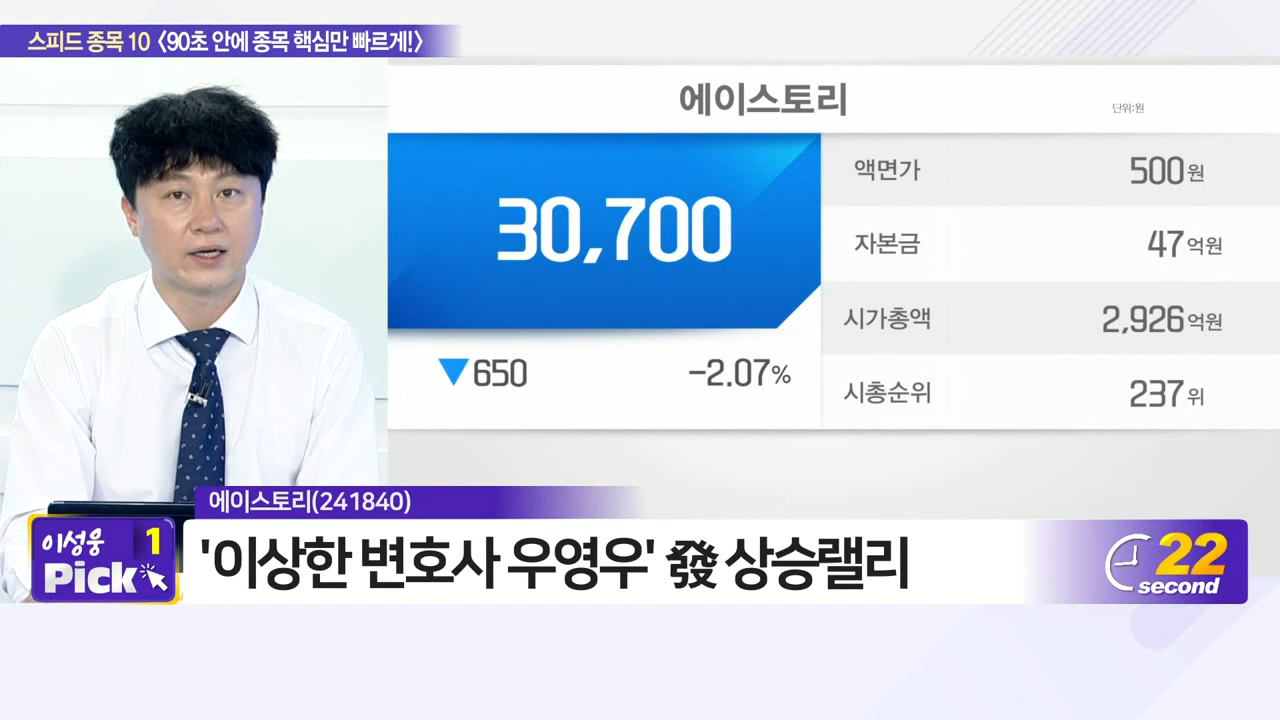 스피드 종목 10 〈90초 안에 종목 핵심만 빠르게!〉
에이스토리
단위:원
30,700
▼650 -2.07%
액면가 500원
자본금 47억원
시가총액 2,926억원
시총순위 237위
에이스토리(241840)
이성웅 1
Pick
'이상한 변호사 우영우' 發 상승랠리
22
second